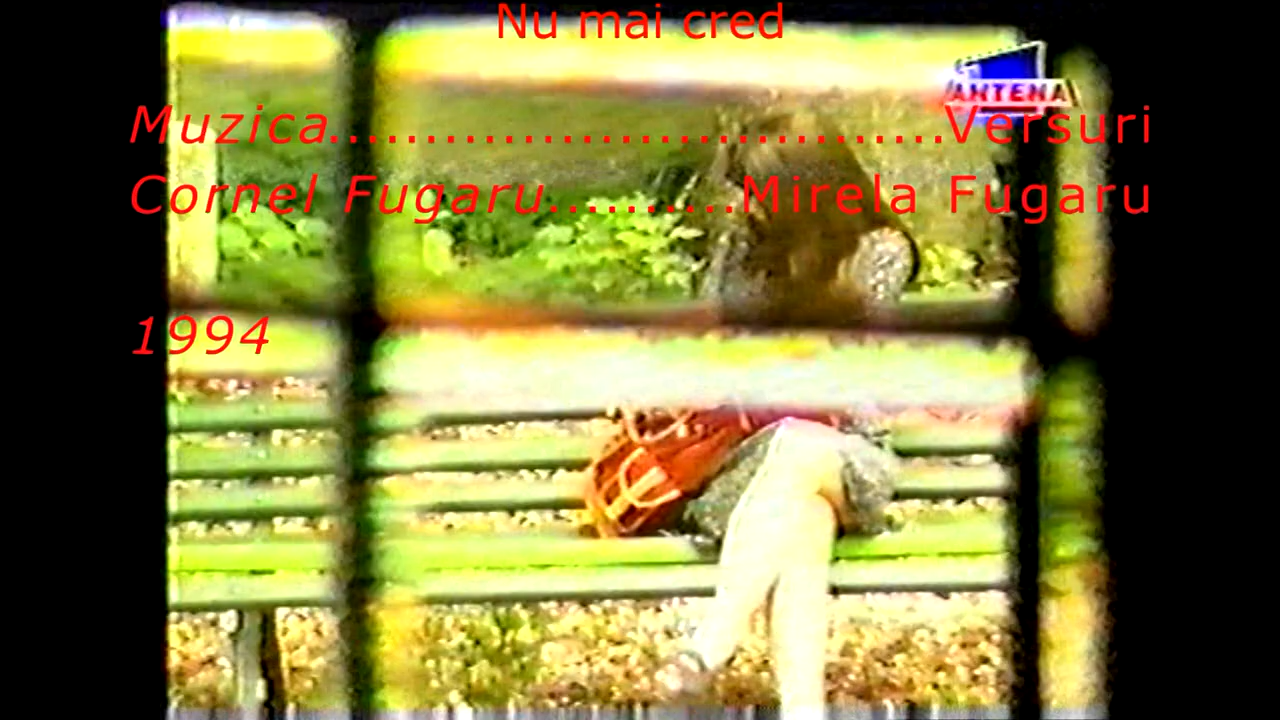 Nu mai cred
ANTENA
Muzica................................Versuri
Cornel Fugaru..........Mirela Fugaru
1994